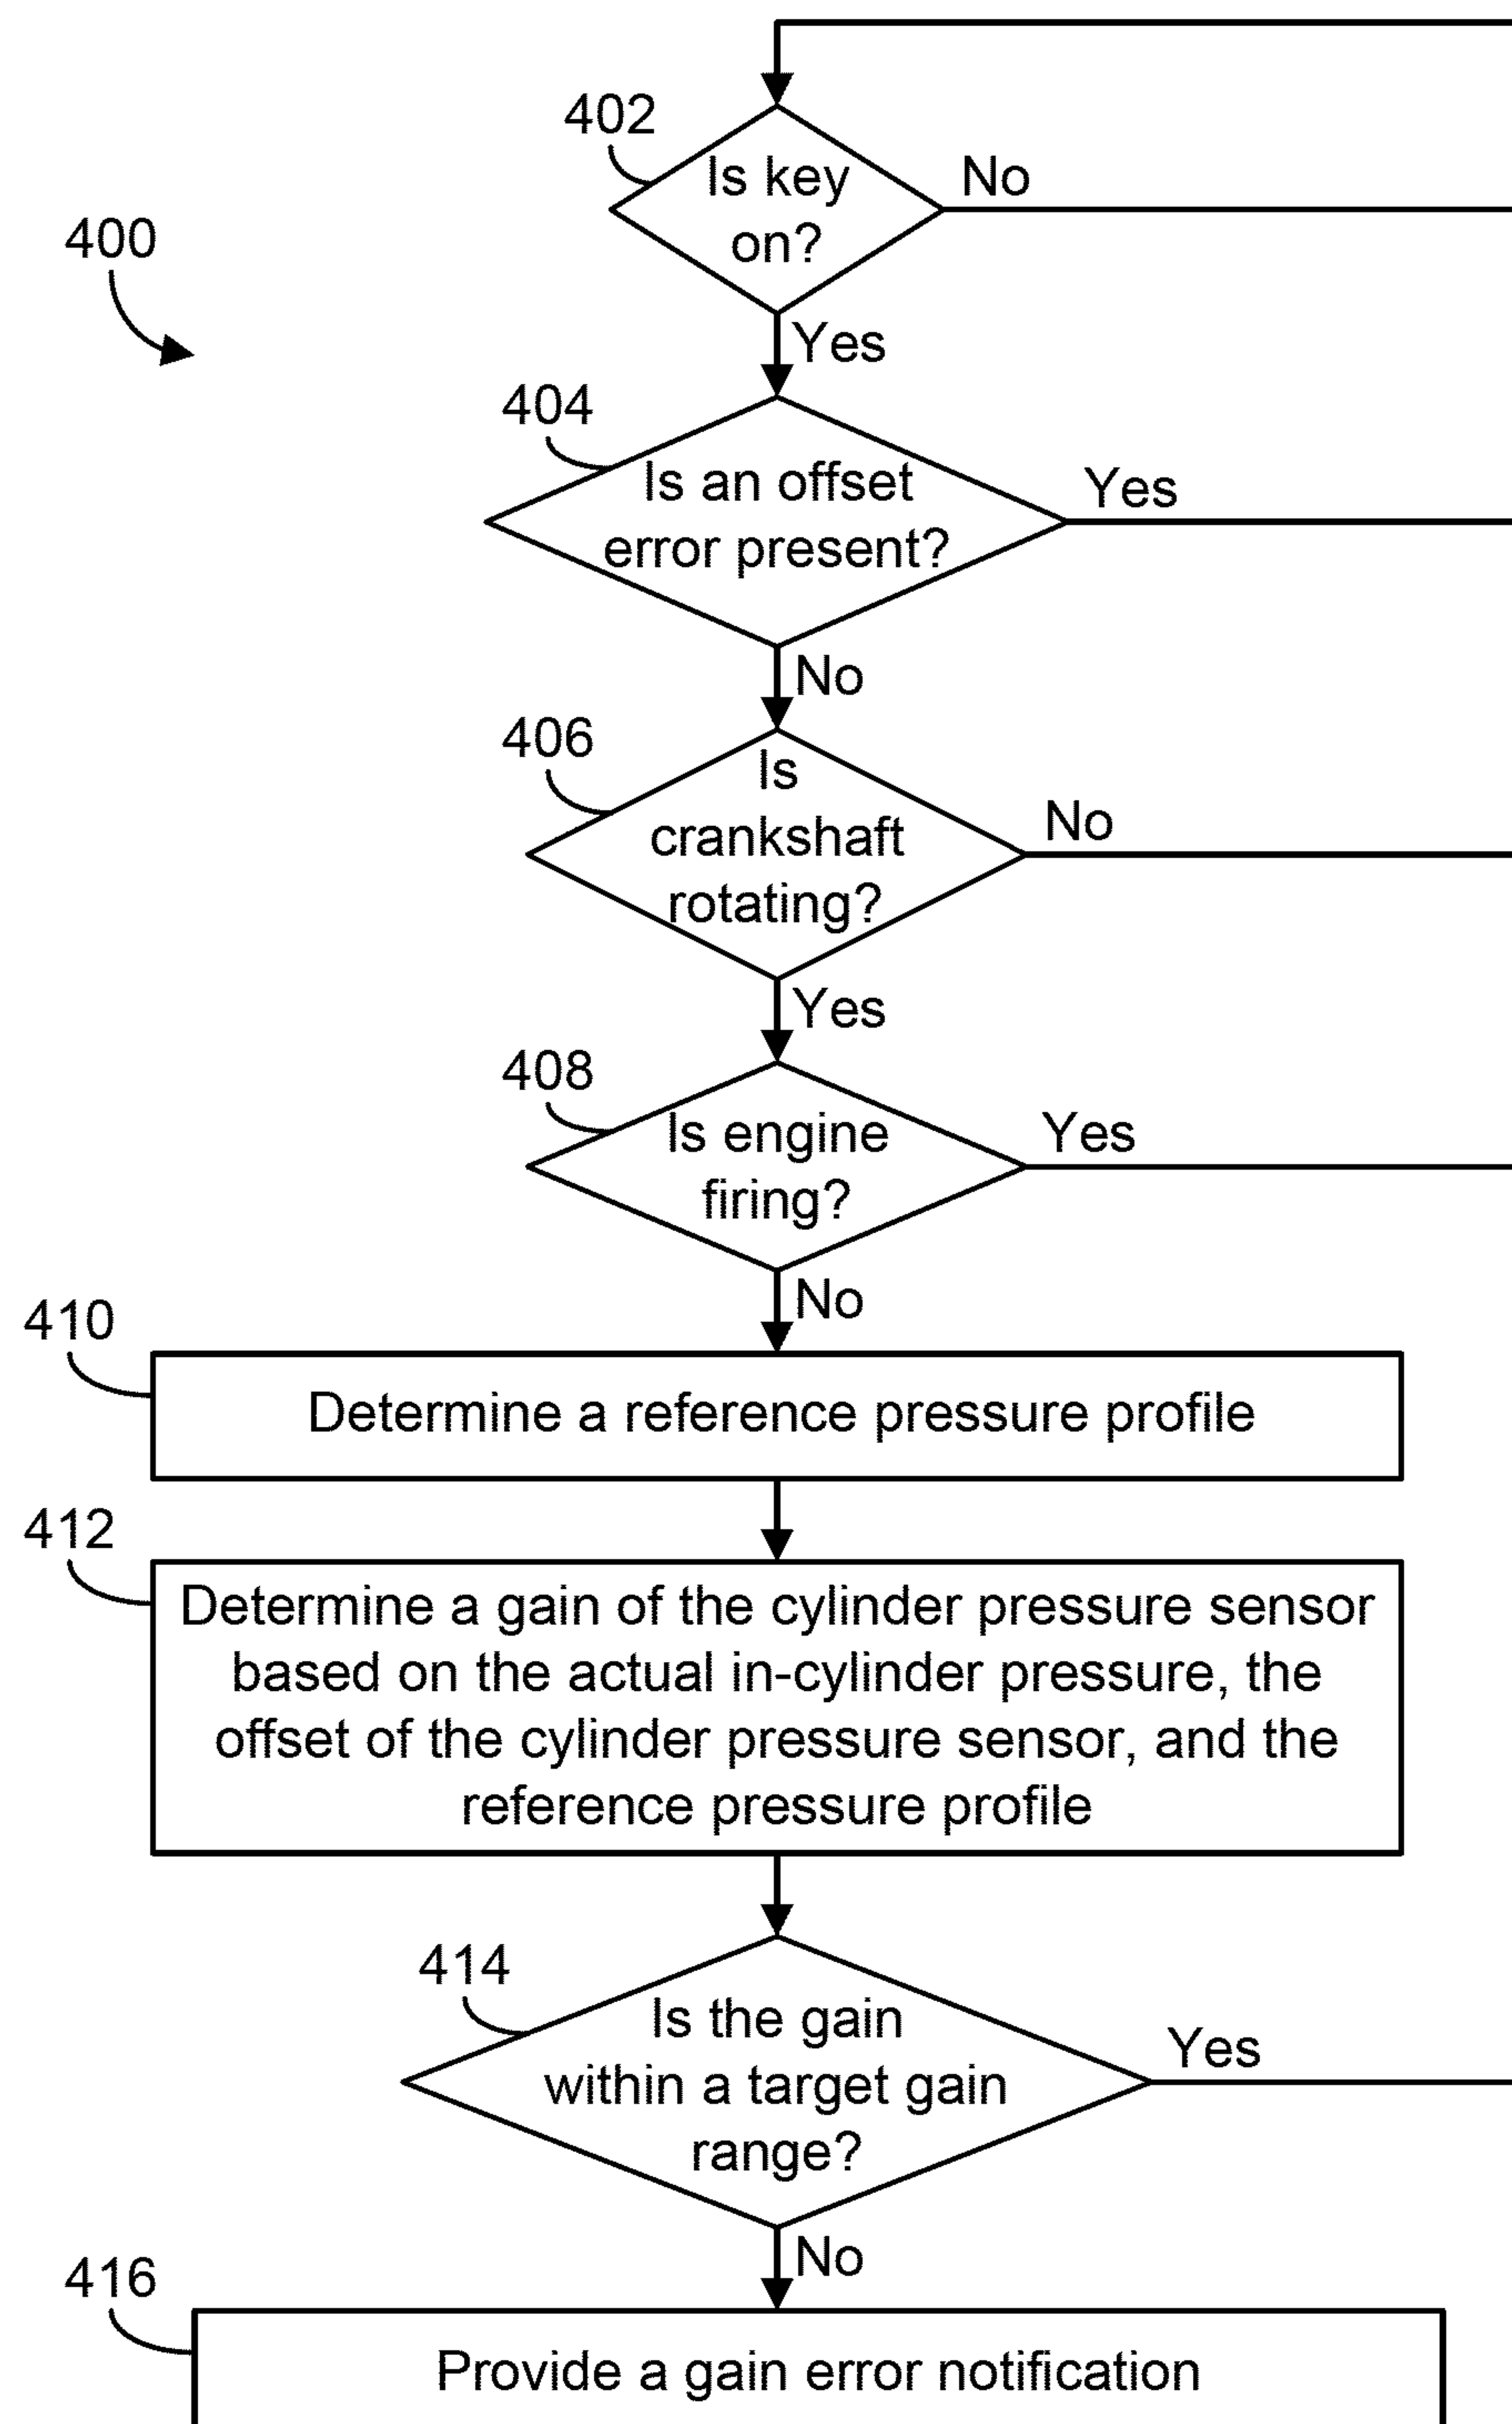 402
Is key
on?
No
400
Yes
404
Is an offset
error present?
Yes
No
406
Is
crankshaft
rotating?
No
Yes
408
Is engine
firing?
Yes
No
410
Determine a reference pressure profile
412
Determine a gain of the cylinder pressure sensor
based on the actual in-cylinder pressure, the
offset of the cylinder pressure sensor, and the
reference pressure profile
414
Is the gain
within a target gain
range?
Yes
No
416
Provide a gain error notification